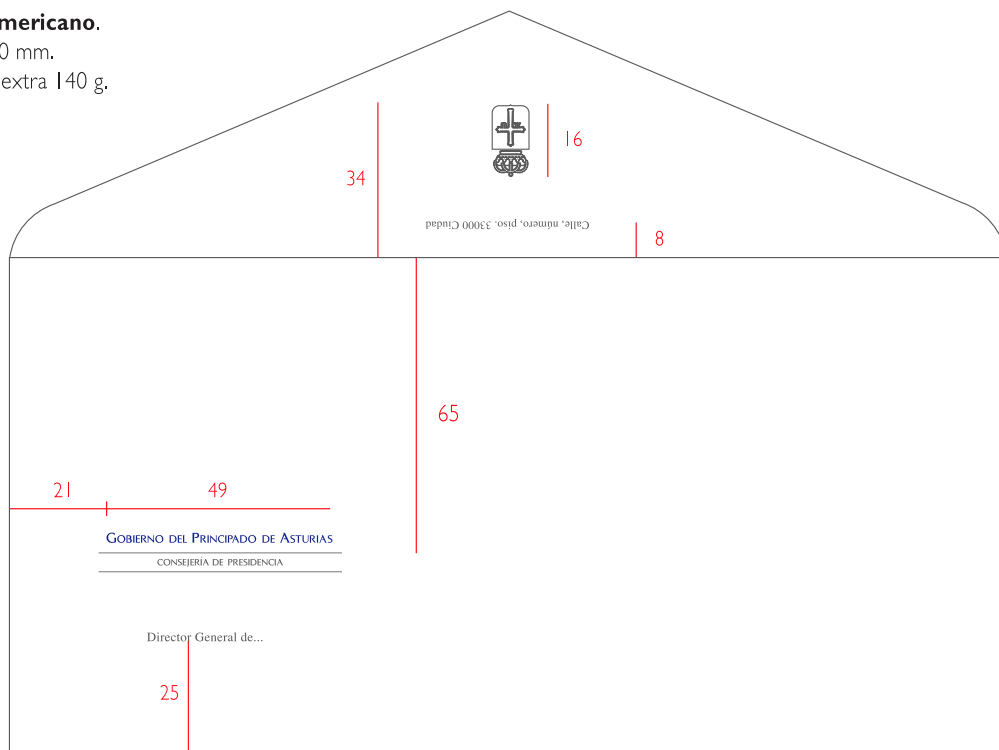 mericano.
0 mm.
extra 140 g.
16
34
Calle, número, piso. 33000 Ciudad
8
65
21 49
GOBIERNO DEL PRINCIPADO DE ASTURIAS
CONSEJERÍA DE PRESIDENCIA
Director General de...
25